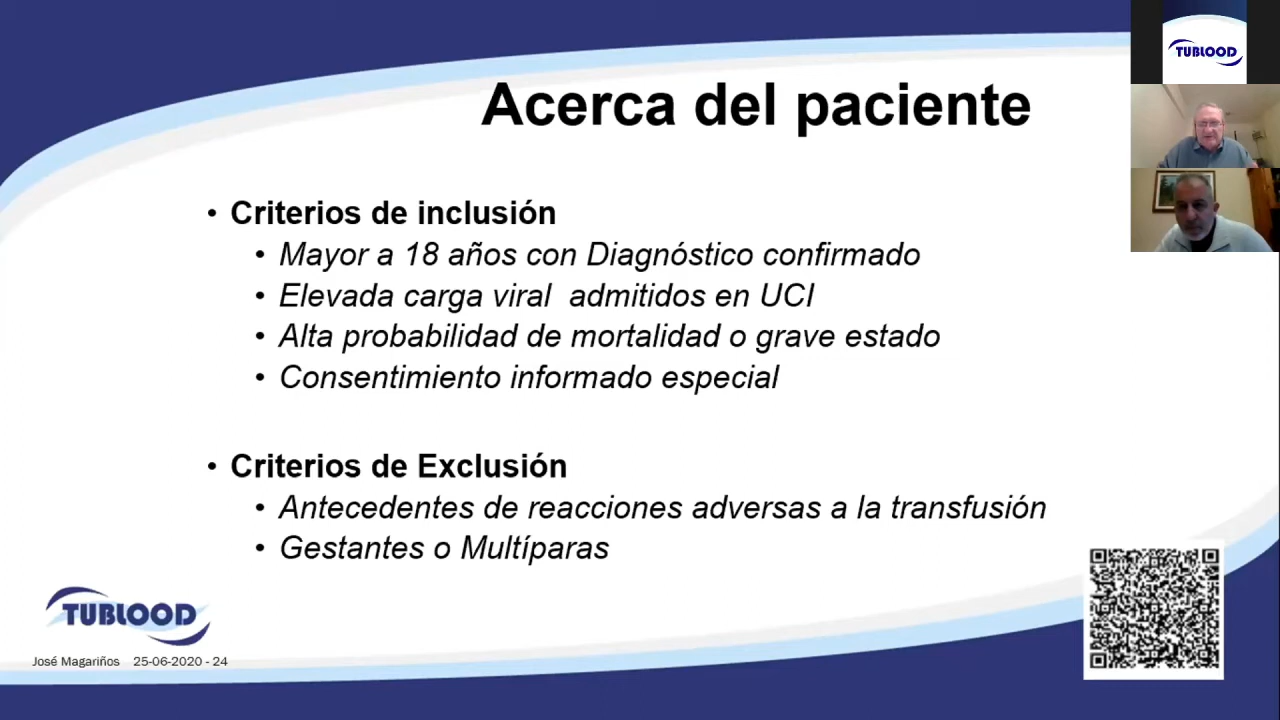 TUBLOOD
Acerca del paciente
• Criterios de inclusión
• Mayor a 18 años con Diagnóstico confirmado
• Elevada carga viral  admitidos en UCI
• Alta probabilidad de mortalidad o grave estado
• Consentimiento informado especial
• Criterios de Exclusión
• Antecedentes de reacciones adversas a la transfusión
• Gestantes o Multíparas
TUBLOOD
José Magariños    25-06-2020 - 24